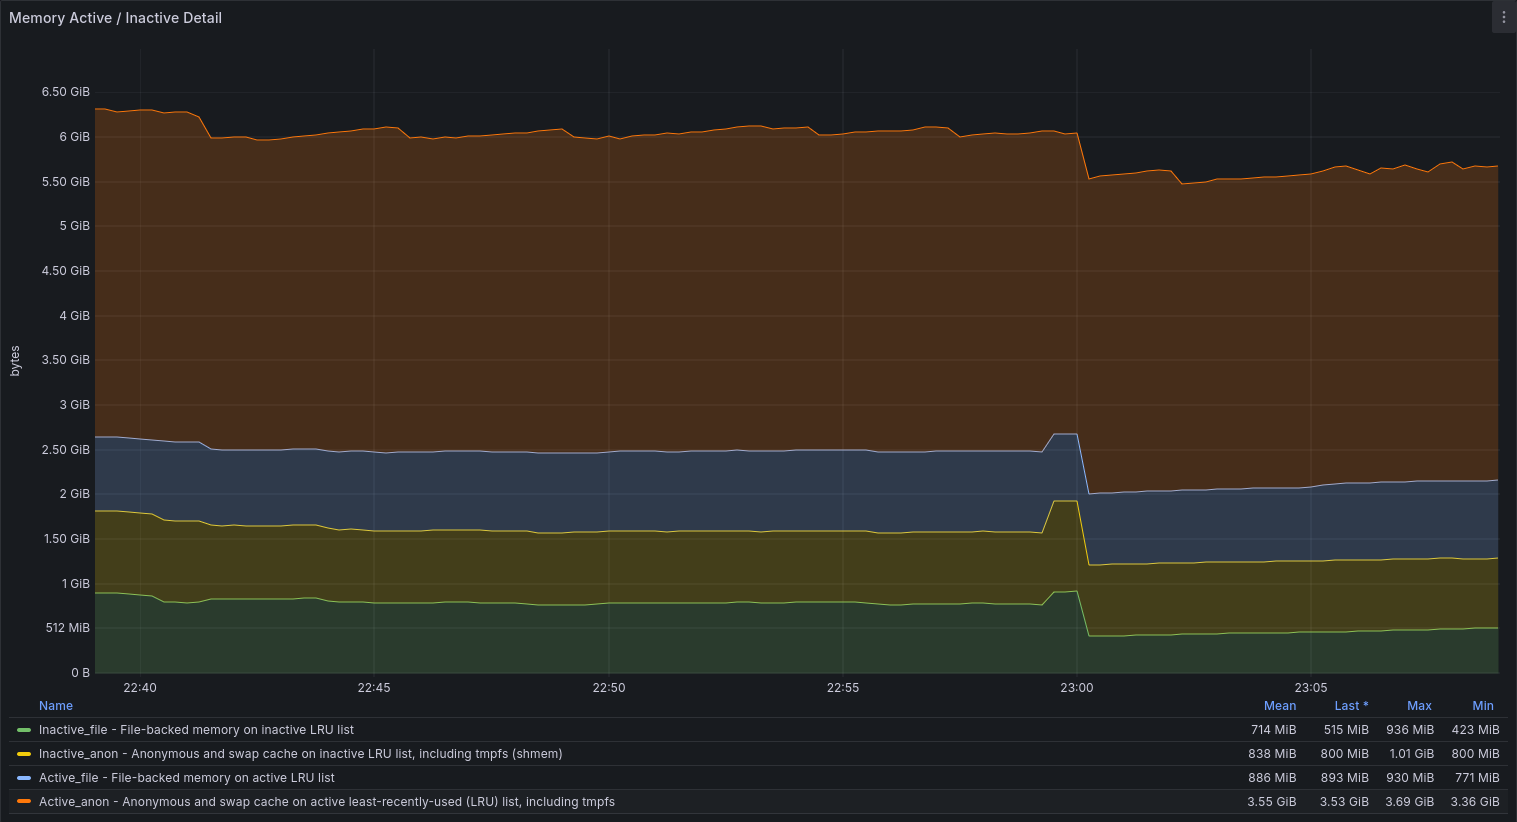 Memory Active / Inactive Detail
bytes
6.50 GiB
6 GiB
5.50 GiB
5 GiB
4.50 GiB
4 GiB
3.50 GiB
3 GiB
2.50 GiB
2 GiB
1.50 GiB
1 GiB
512 MiB
0 B
22:40 22:45 22:50 22:55 23:00 23:05
Name Mean Last * Max Min
Inactive_file - File-backed memory on inactive LRU list 714 MiB 515 MiB 936 MiB 423 MiB
Inactive_anon - Anonymous and swap cache on inactive LRU list, including tmpfs (shmem) 838 MiB 800 MiB 1.01 GiB 800 MiB
Active_file - File-backed memory on active LRU list 886 MiB 893 MiB 930 MiB 771 MiB
Active_anon - Anonymous and swap cache on active least-recently-used (LRU) list, including tmpfs 3.55 GiB 3.53 GiB 3.69 GiB 3.36 GiB